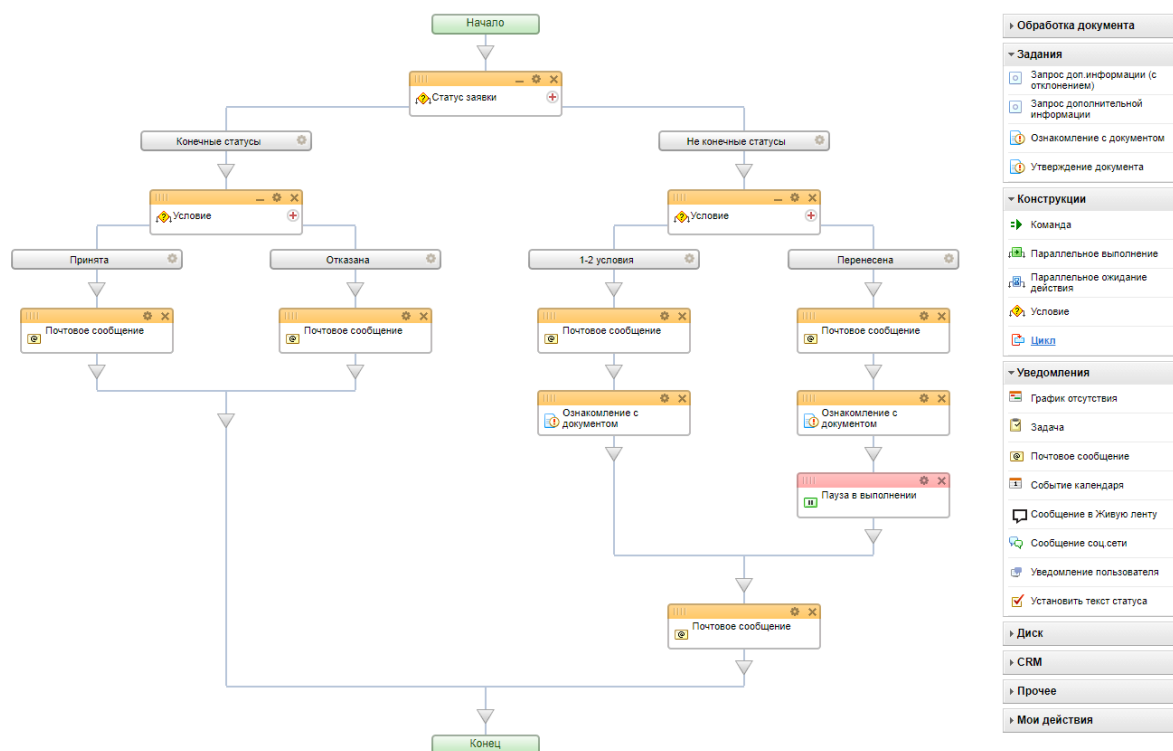 Начало
Статус заявки
Конечные статусы
Не конечные статусы
Условие
Условие
Принята
Отказана
1-2 условия
Перенесена
Почтовое сообщение
Почтовое сообщение
Почтовое сообщение
Почтовое сообщение
Ознакомление с
документом
Ознакомление с
документом
Пауза в выполнении
Почтовое сообщение
Конец
Обработка документа
Задания
Запрос доп.информации (с
отклонением)
Запрос дополнительной
информации
Ознакомление с документом
Утверждение документа
Конструкции
Команда
Параллельное выполнение
Параллельное ожидание
действия
Условие
Цикл
Уведомления
График отсутствия
Задача
Почтовое сообщение
Событие календаря
Сообщение в Живую ленту
Сообщение соц.сети
Уведомление пользователя
Установить текст статуса
Диск
CRM
Прочее
Мои действия